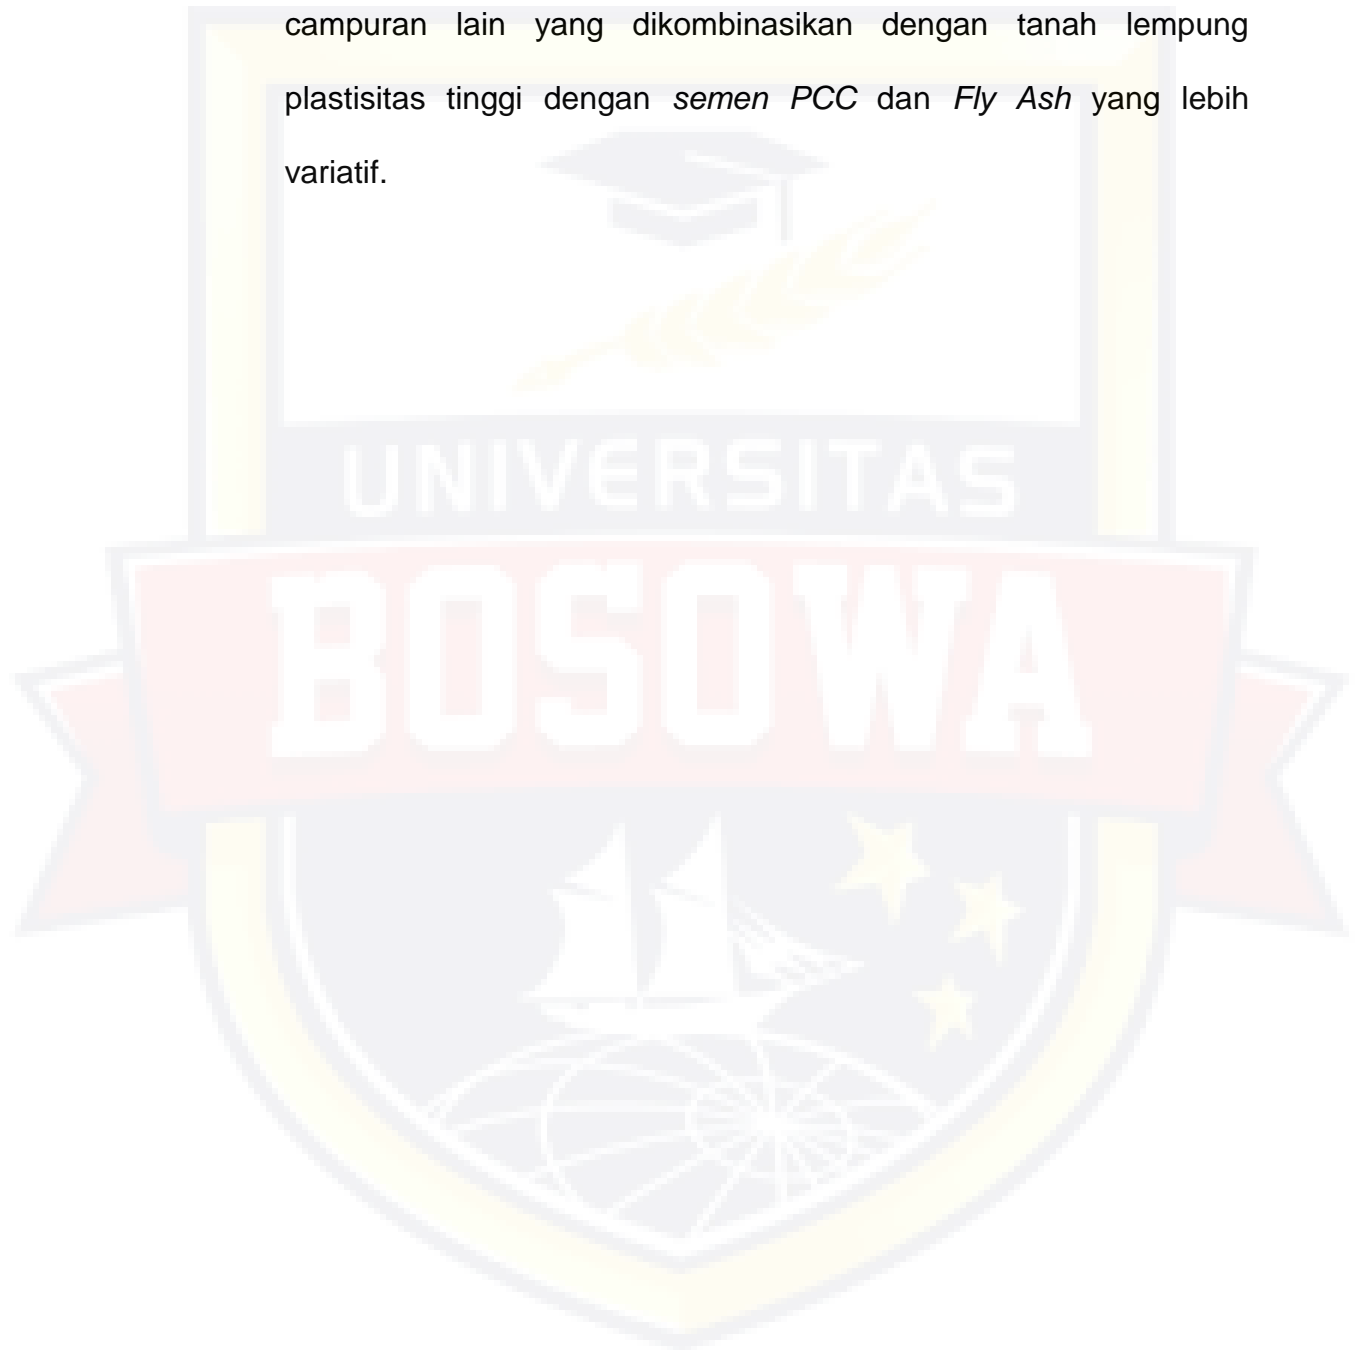 campuran lain yang dikombinasikan dengan tanah lempung
plastisitas tinggi dengan semen PCC dan Fly Ash yang lebih
variatif.
UNIVERSITAS
BOSOWA